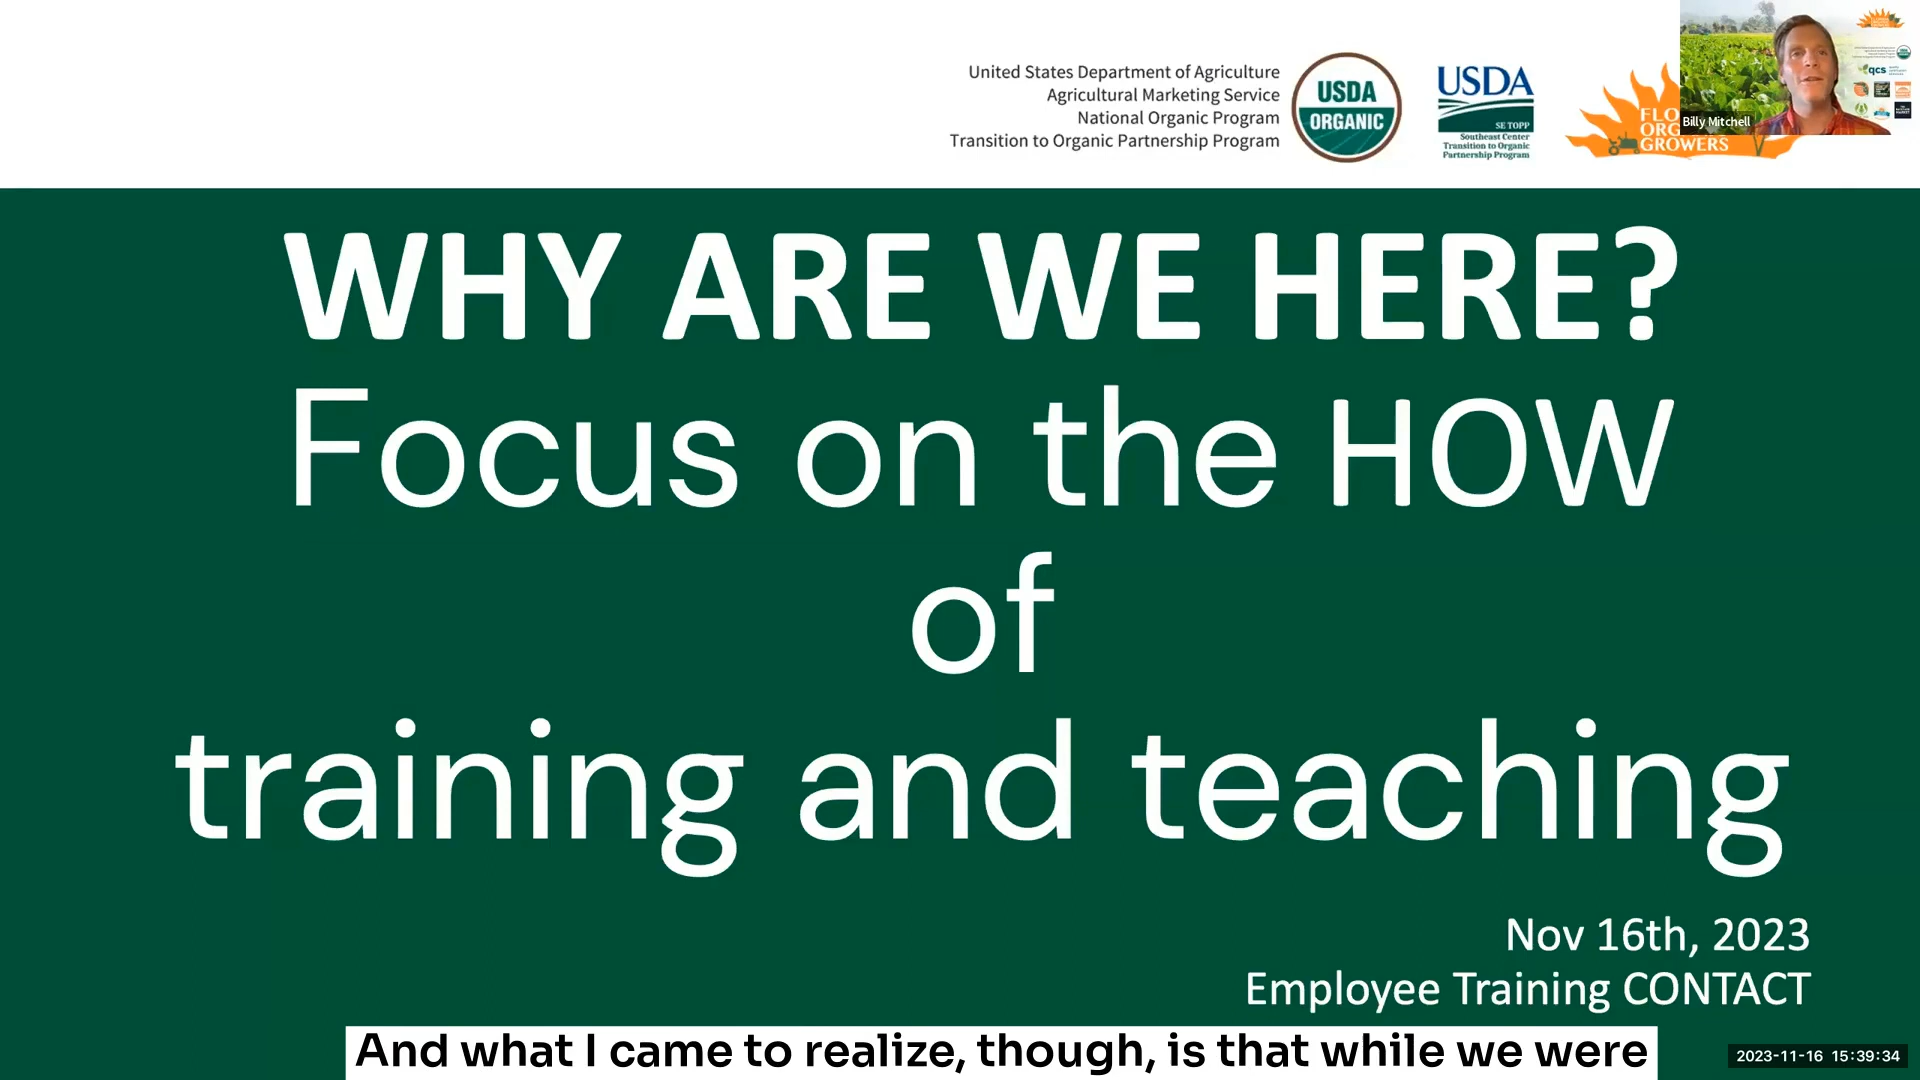 United States Department of Agriculture
Agricultural Marketing Service
National Organic Program
Transition to Organic Partnership Program
USDA
ORGANIC
USDA
SE TOPP
Southeast Center
Transition to Organic
Partnership Program
FLO
ORG
GROWERS
qcs
Billy Mitchell
WHY ARE WE HERE?
Focus on the HOW
of
training and teaching
Nov 16th, 2023
Employee Training CONTACT
And what I came to realize, though, is that while we were
2023-11-16 15:39:34